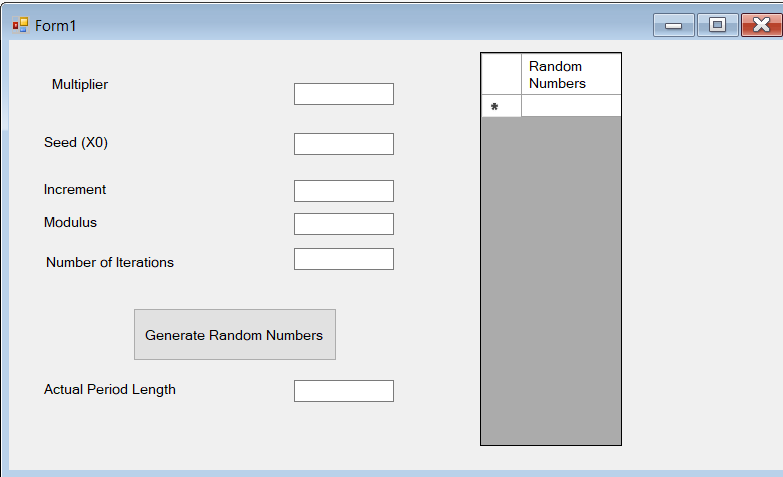 Form1
Multiplier
Seed (X0)
Increment
Modulus
Number of Iterations
Generate Random Numbers
Actual Period Length
Random
Numbers
*